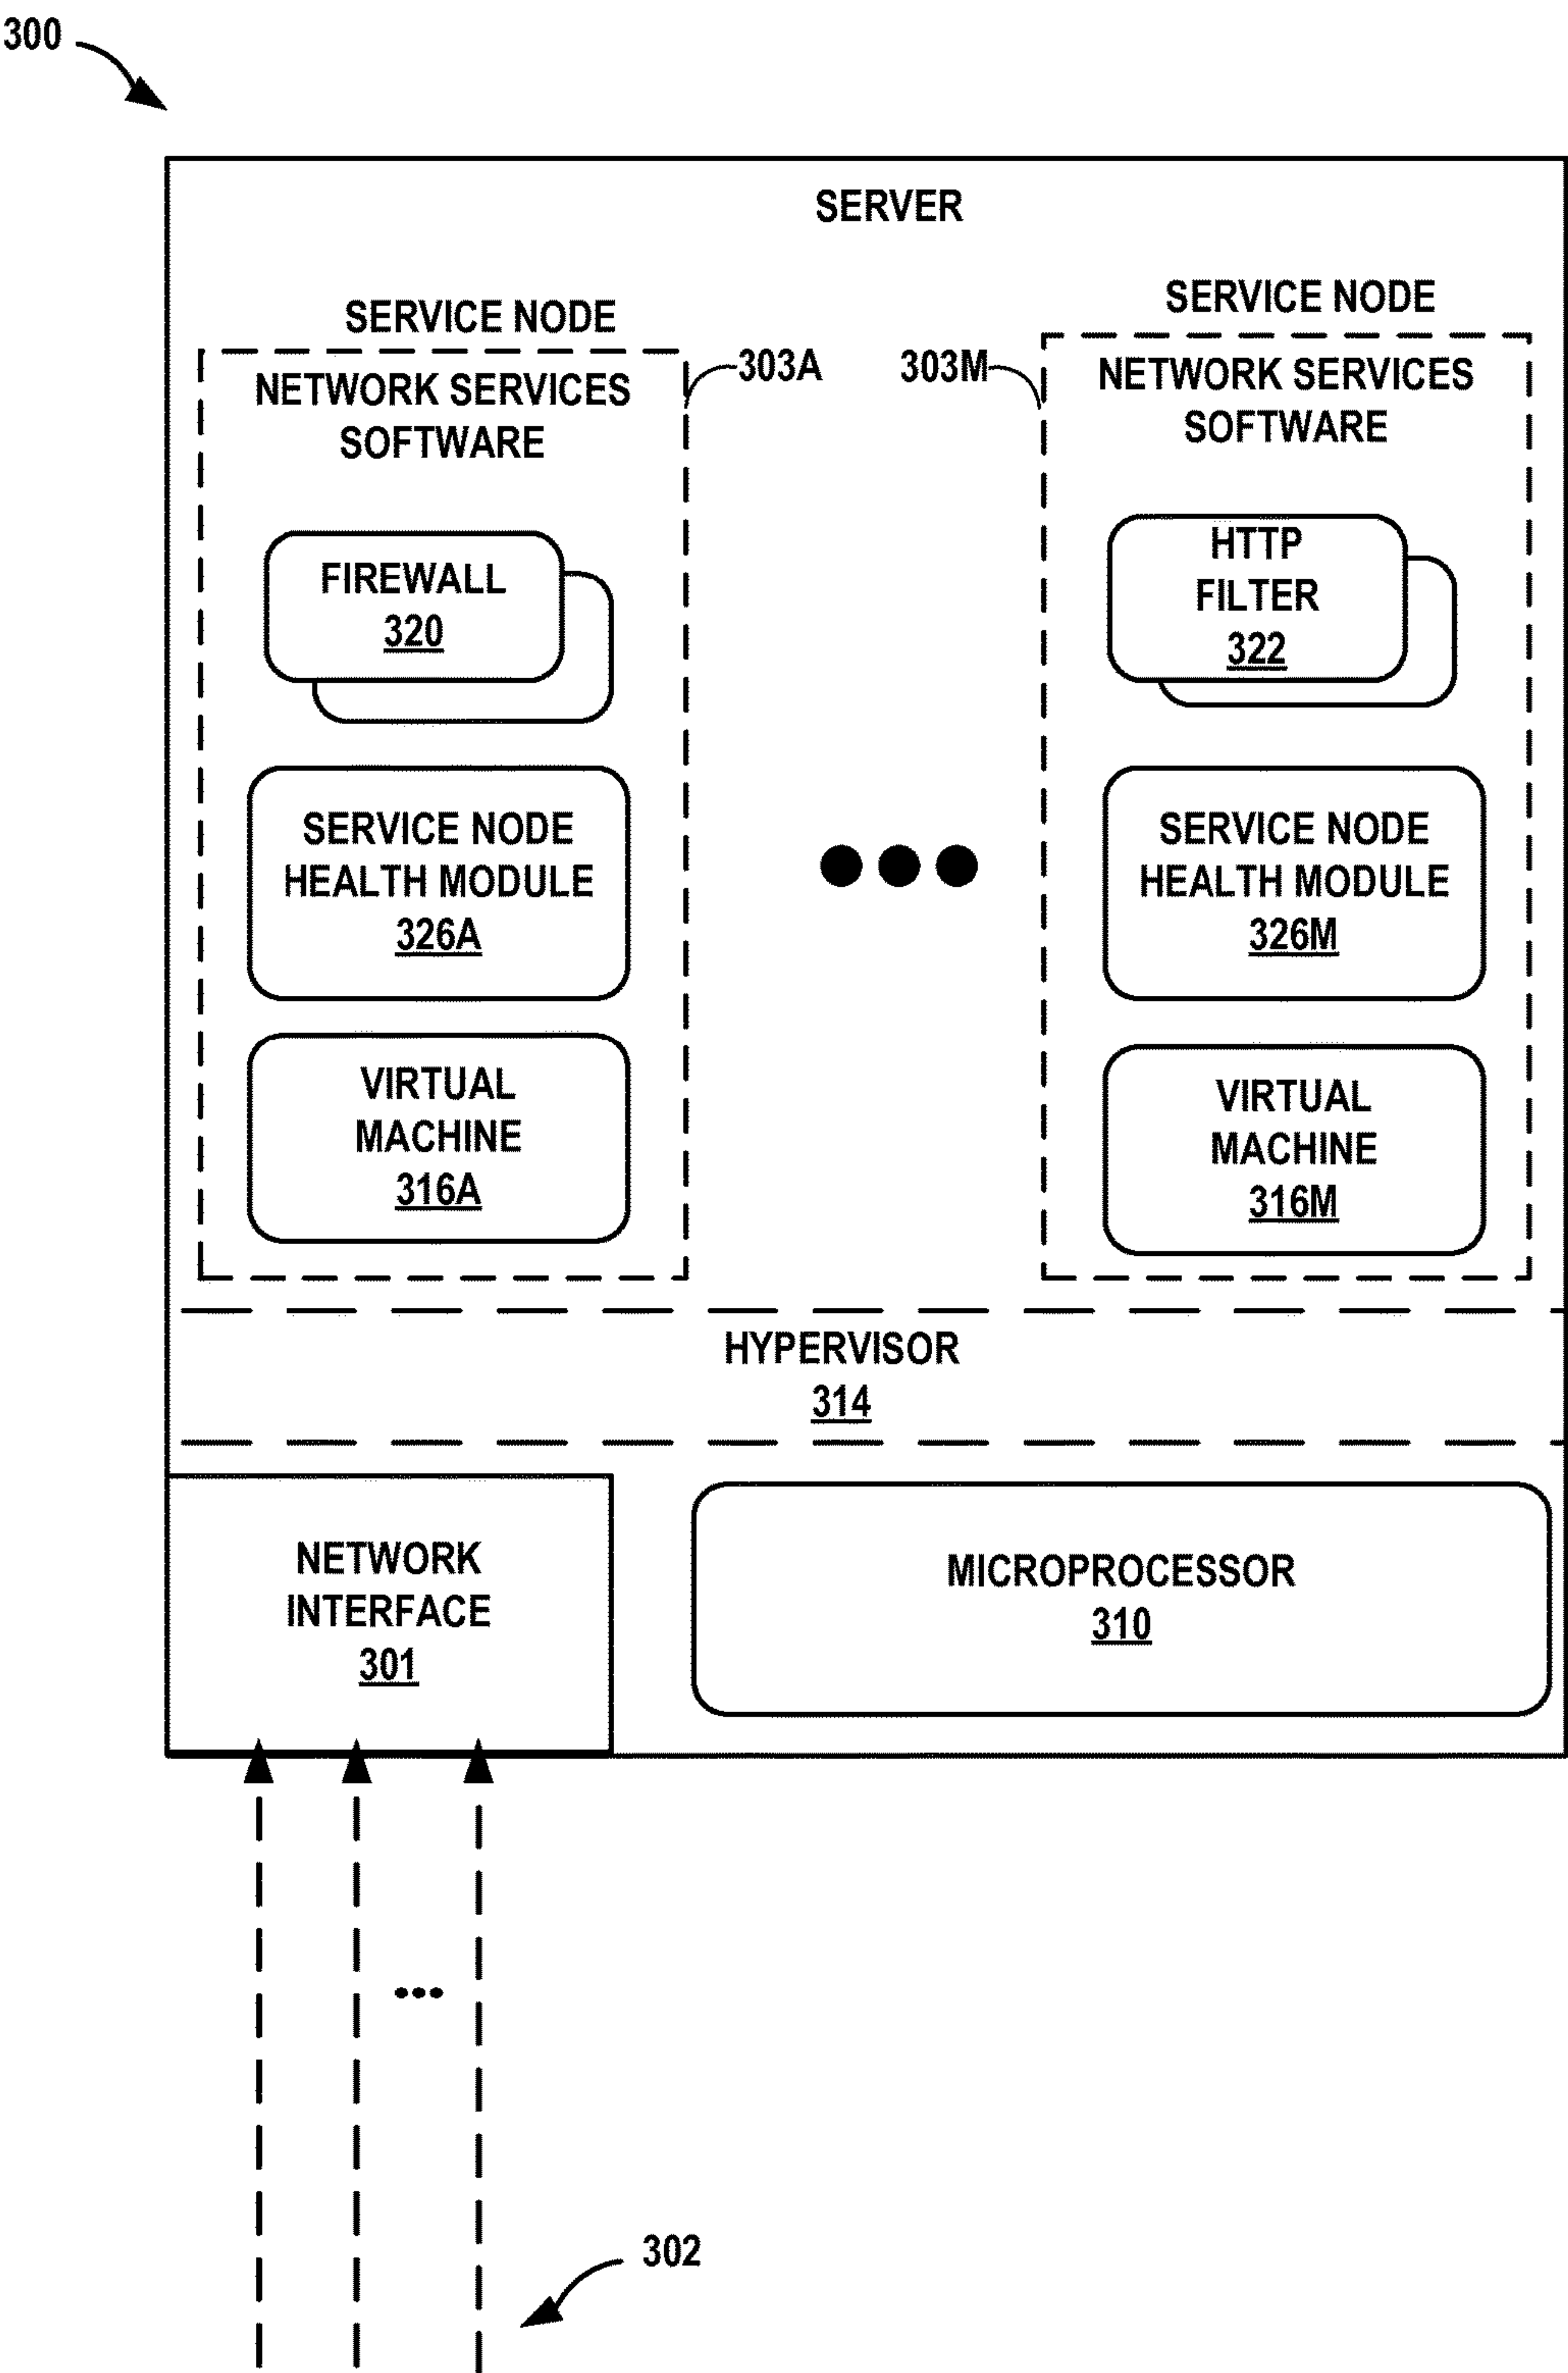 300
SERVER
SERVICE NODE
303A
NETWORK SERVICES
SOFTWARE
FIREWALL
320
SERVICE NODE
HEALTH MODULE
326A
VIRTUAL
MACHINE
316A
SERVICE NODE
303M
NETWORK SERVICES
SOFTWARE
HTTP
FILTER
322
SERVICE NODE
HEALTH MODULE
326M
VIRTUAL
MACHINE
316M
HYPERVISOR
314
NETWORK
INTERFACE
301
MICROPROCESSOR
310
302